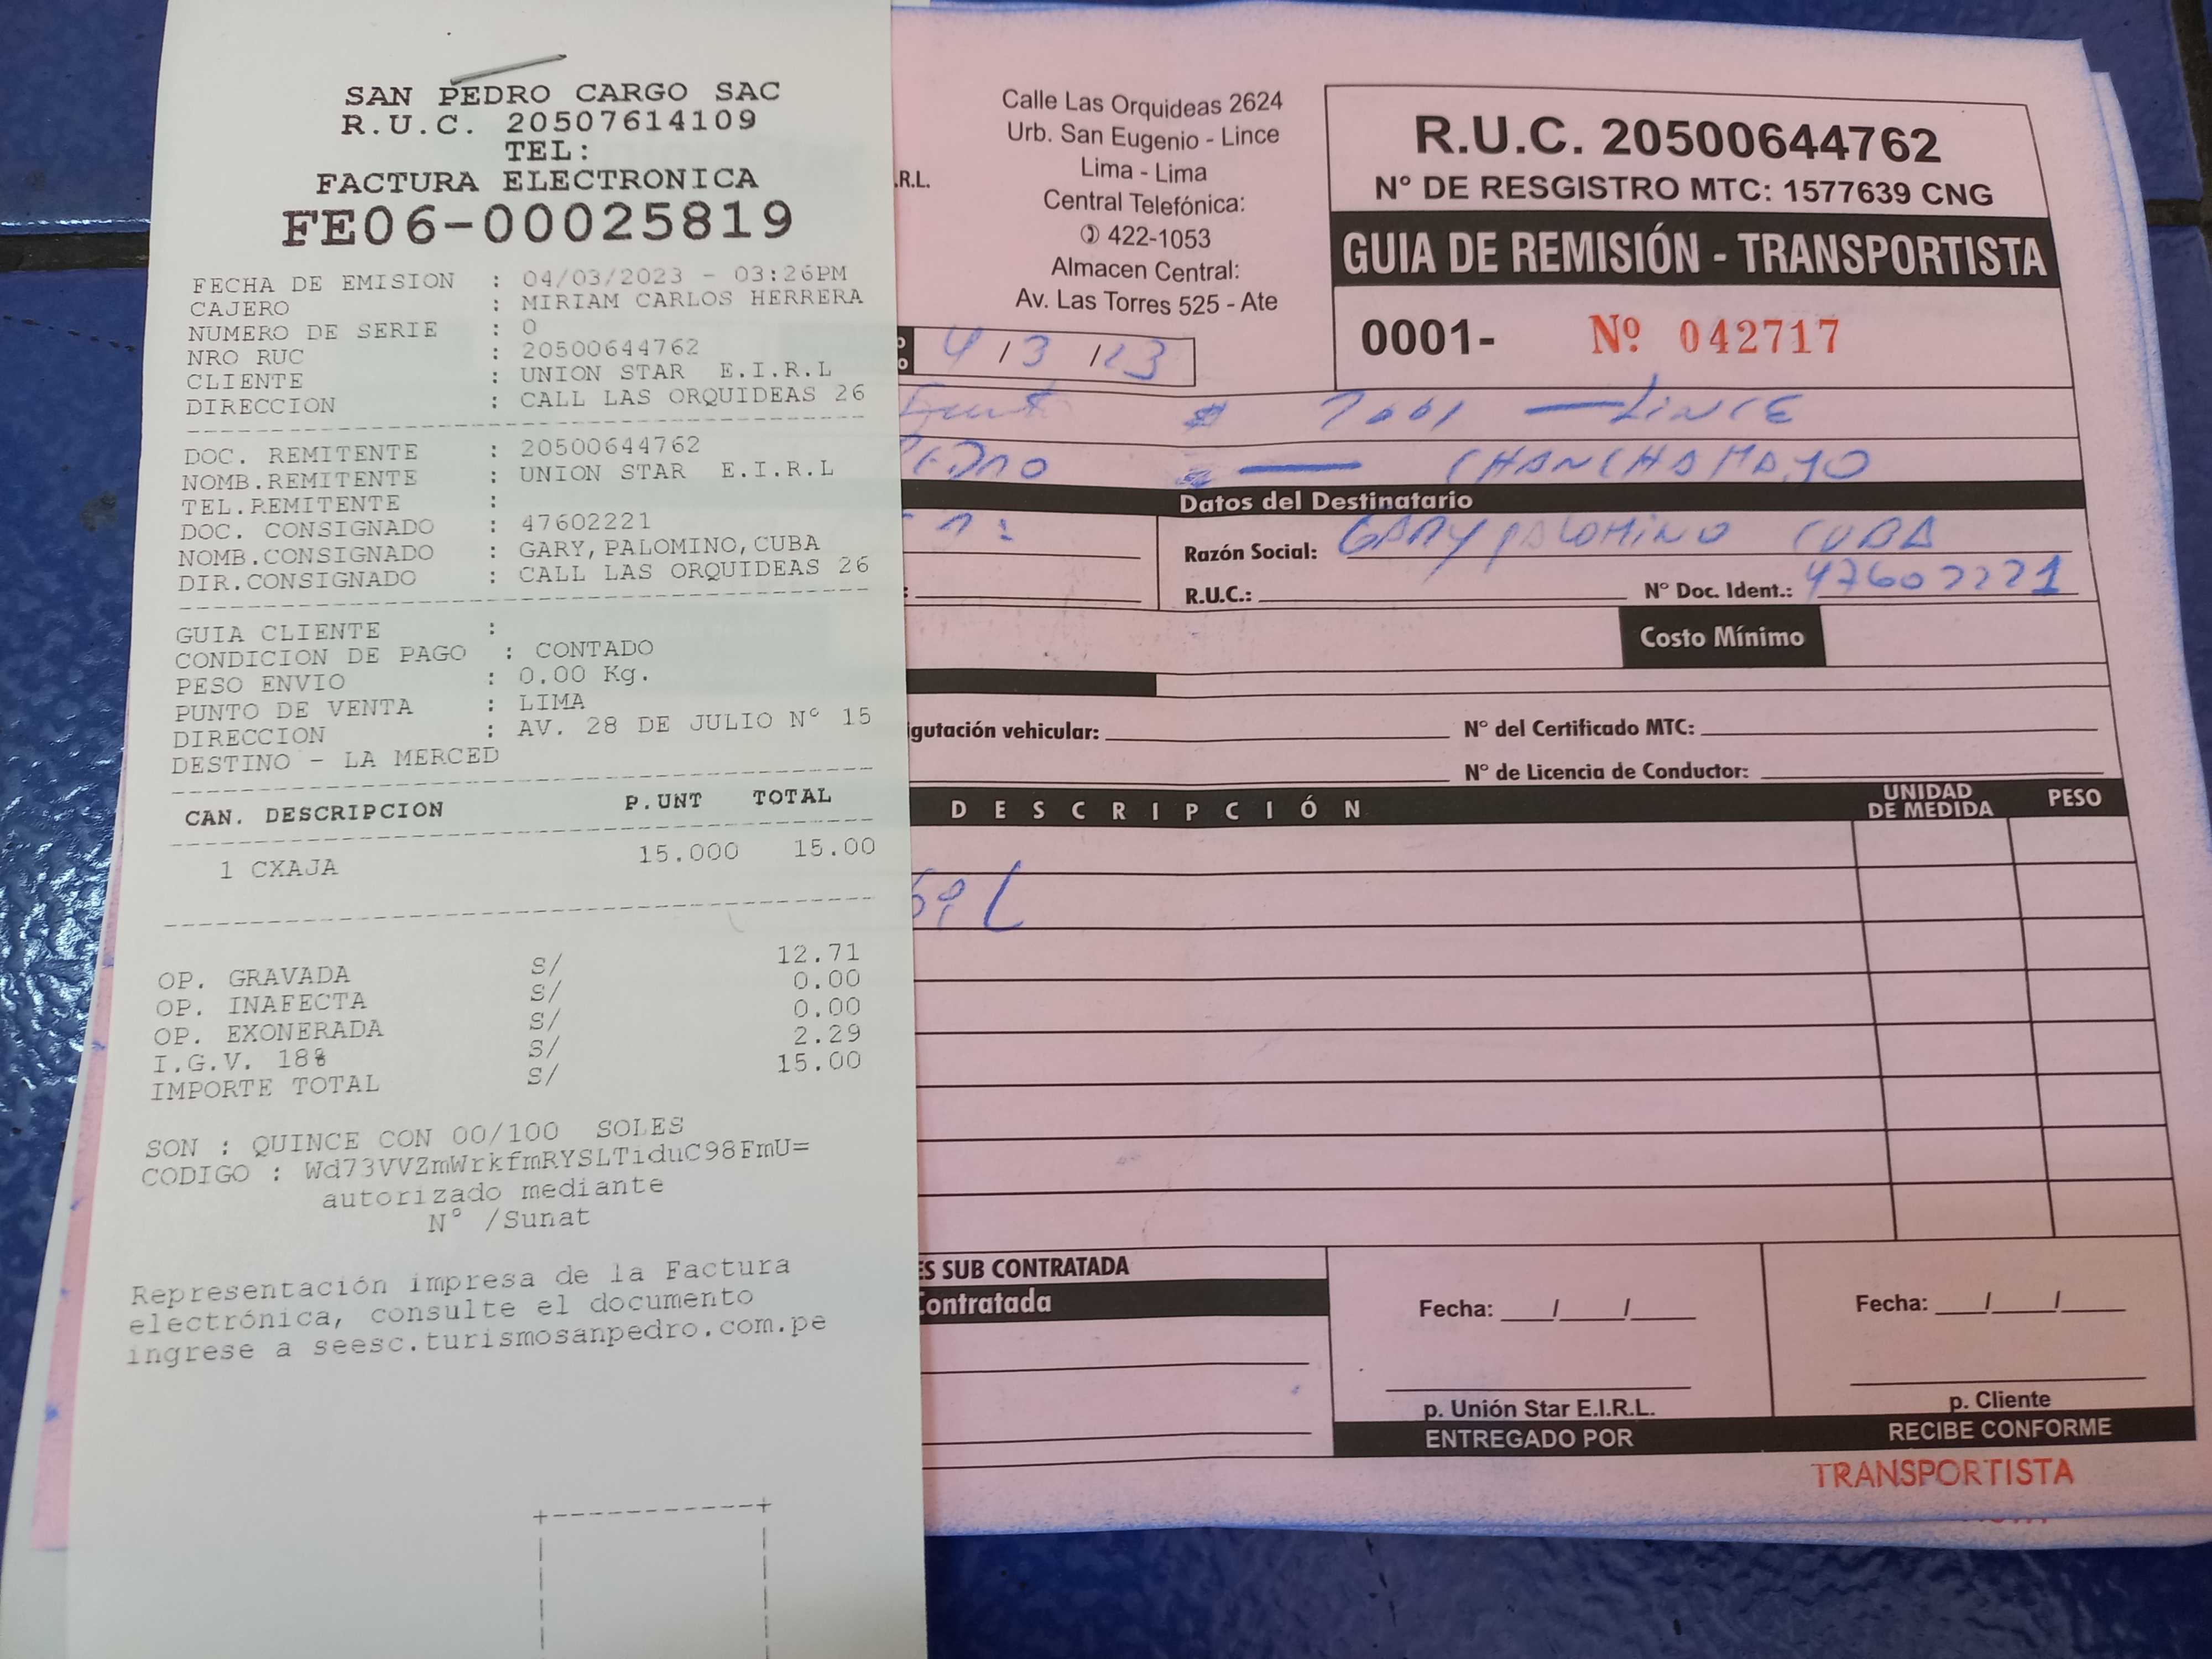 SAN PEDRO CARGO SAC
R.U.C. 20507614109
TEL:
FACTURA ELECTRONICA
FE06-00025819
FECHA DE EMISION : 04/03/2023 - 03:26PM
CAJERO : MIRIAM CARLOS HERRERA
NUMERO DE SERIE : 0
NRO RUC : 20500644762
CLIENTE : UNION STAR E.I.R.L
DIRECCION : CALL LAS ORQUIDEAS 26
DOC. REMITENTE : 20500644762
NOMB.REMITENTE : UNION STAR E.I.R.L
TEL.REMITENTE :
DOC. CONSIGNADO : 47602221
NOMB.CONSIGNADO : GARY, PALOMINO, CUBA
DIR.CONSIGNADO : CALL LAS ORQUIDEAS 26
GUIA CLIENTE :
CONDICION DE PAGO : CONTADO
PESO ENVIO : 0.00 Kg.
PUNTO DE VENTA : LIMA
DIRECCION : AV. 28 DE JULIO N° 15
DESTINO - LA MERCED
CAN. DESCRIPCION P.UNT TOTAL
1 CXAJA 15.000 15.00
OP. GRAVADA S/ 12.71
OP. INAFECTA S/ 0.00
OP. EXONERADA S/ 0.00
I.G.V. 18% S/ 2.29
IMPORTE TOTAL S/ 15.00
SON : QUINCE CON 00/100 SOLES
CODIGO : Wd73VVZmWrkfmRYSLTiduC98FmU=
autorizado mediante
N° /Sunat
Representación impresa de la Factura
electrónica, consulte el documento
ingrese a seesc.turismosanpedro.com.pe
.R.L.
Calle Las Orquideas 2624
Urb. San Eugenio - Lince
Lima - Lima
Central Telefónica:
422-1053
Almacen Central:
Av. Las Torres 525 - Ate
R.U.C. 20500644762
N° DE RESGISTRO MTC: 1577639 CNG
GUIA DE REMISIÓN - TRANSPORTISTA
0001- Nº 042717
4 / 3 / 23
LINCE
CHANCHAMAYO
Datos del Destinatario
Razón Social: GARY PALOMINO CUBA
R.U.C.: N° Doc. Ident.: 47602221
Costo Mínimo
igutación vehicular: N° del Certificado MTC:
N° de Licencia de Conductor:
DESCRIPCIÓN UNIDAD DE MEDIDA PESO
ES SUB CONTRATADA
Contratada
Fecha: / /
p. Unión Star E.I.R.L.
ENTREGADO POR
Fecha: / /
p. Cliente
RECIBE CONFORME
TRANSPORTISTA